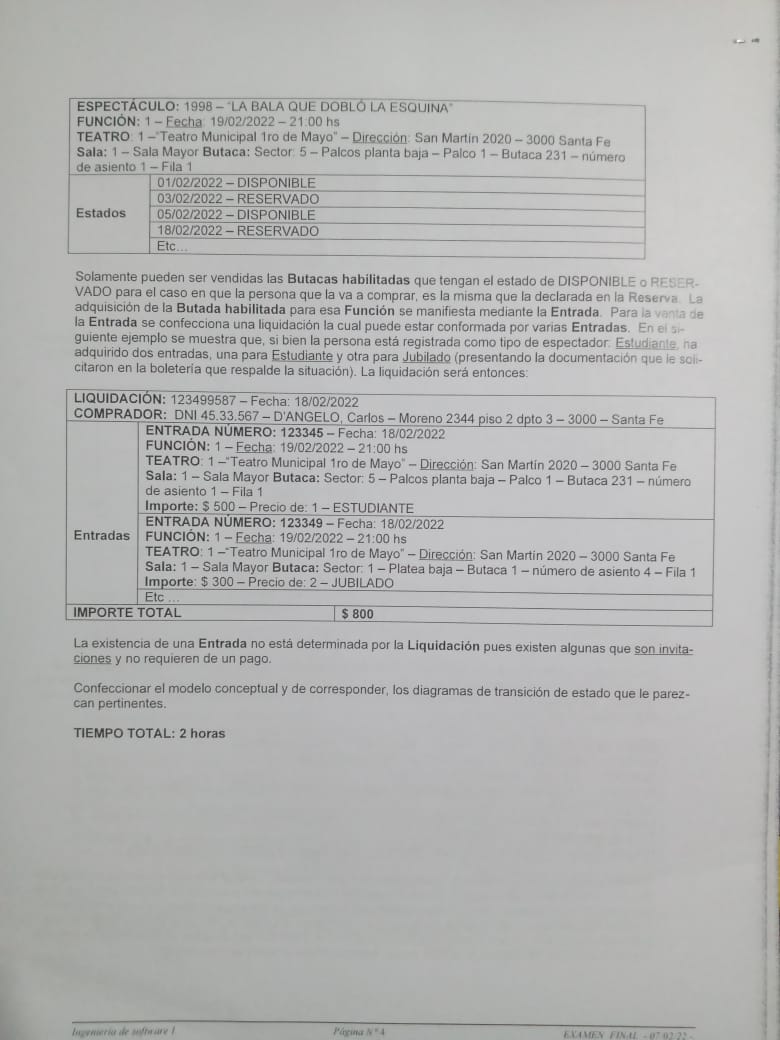 ESPECTÁCULO: 1998 – "LA BALA QUE DOBLÓ LA ESQUINA"
FUNCIÓN: 1 – Fecha: 19/02/2022 – 21:00 hs
TEATRO: 1 –"Teatro Municipal 1ro de Mayo" – Dirección: San Martín 2020 – 3000 Santa Fe
Sala: 1 – Sala Mayor Butaca: Sector: 5 – Palcos planta baja – Palco 1 – Butaca 231 – número
de asiento 1 – Fila 1
Estados
01/02/2022 – DISPONIBLE
03/02/2022 – RESERVADO
05/02/2022 – DISPONIBLE
18/02/2022 – RESERVADO
Etc...
Solamente pueden ser vendidas las Butacas habilitadas que tengan el estado de DISPONIBLE o RESER-
VADO para el caso en que la persona que la va a comprar, es la misma que la declarada en la Reserva. La
adquisición de la Butada habilitada para esa Función se manifiesta mediante la Entrada. Para la venta de
la Entrada se confecciona una liquidación la cual puede estar conformada por varias Entradas. En el si-
guiente ejemplo se muestra que, si bien la persona está registrada como tipo de espectador: Estudiante, ha
adquirido dos entradas, una para Estudiante y otra para Jubilado (presentando la documentación que le soli-
citaron en la boletería que respalde la situación). La liquidación será entonces:
LIQUIDACIÓN: 123499587 – Fecha: 18/02/2022
COMPRADOR: DNI 45.33.567 – D'ANGELO, Carlos – Moreno 2344 piso 2 dpto 3 – 3000 – Santa Fe
Entradas
ENTRADA NÚMERO: 123345 – Fecha: 18/02/2022
FUNCIÓN: 1 – Fecha: 19/02/2022 – 21:00 hs
TEATRO: 1 –"Teatro Municipal 1ro de Mayo" – Dirección: San Martín 2020 – 3000 Santa Fe
Sala: 1 – Sala Mayor Butaca: Sector: 5 – Palcos planta baja – Palco 1 – Butaca 231 – número
de asiento 1 – Fila 1
Importe: $ 500 – Precio de: 1 – ESTUDIANTE
ENTRADA NÚMERO: 123349 – Fecha: 18/02/2022
FUNCIÓN: 1 – Fecha: 19/02/2022 – 21:00 hs
TEATRO: 1 –"Teatro Municipal 1ro de Mayo" – Dirección: San Martín 2020 – 3000 Santa Fe
Sala: 1 – Sala Mayor Butaca: Sector: 1 – Platea baja – Butaca 1 – número de asiento 4 – Fila 1
Importe: $ 300 – Precio de: 2 – JUBILADO
Etc ...
IMPORTE TOTAL $ 800
La existencia de una Entrada no está determinada por la Liquidación pues existen algunas que son invita-
ciones y no requieren de un pago.
Confeccionar el modelo conceptual y de corresponder, los diagramas de transición de estado que le parez-
can pertinentes.
TIEMPO TOTAL: 2 horas
Ingeniería de software I Página Nº 4 EXAMEN FINAL - 07/02/22 -